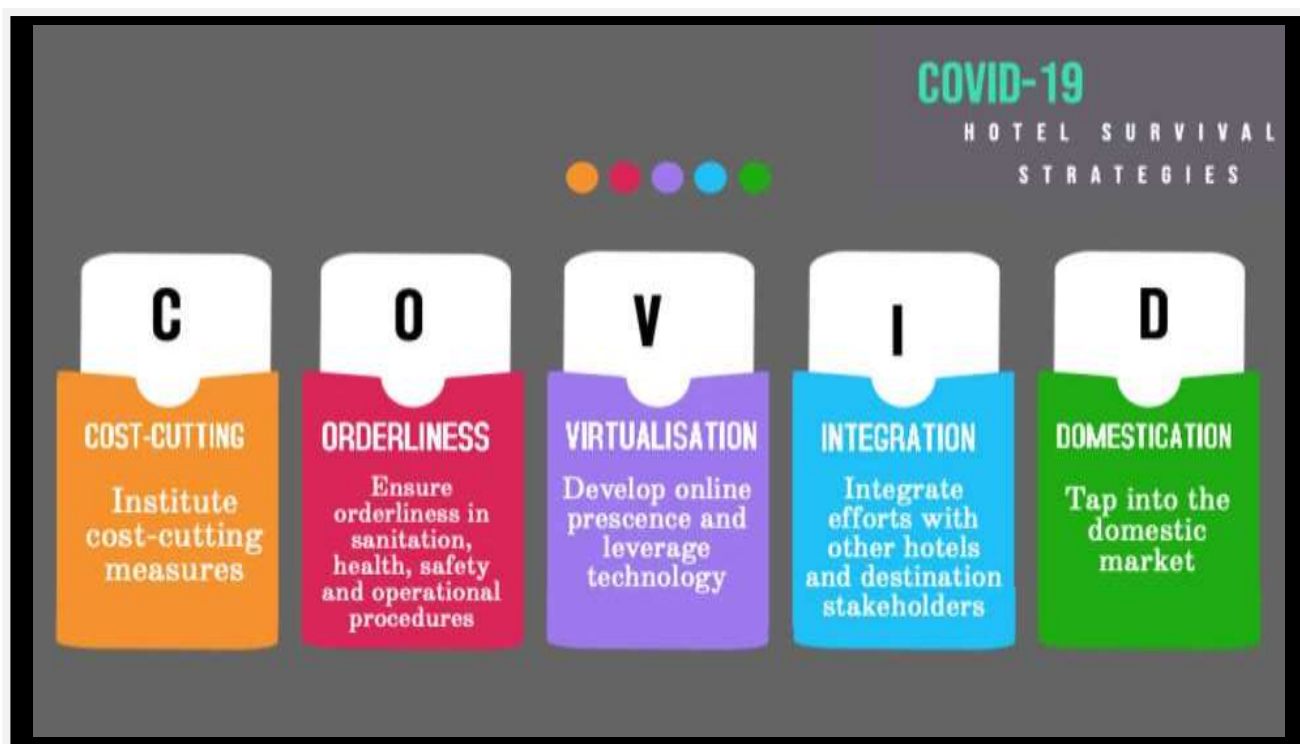 COVID-19
HOTEL SURVIVAL
STRATEGIES
C
COST-CUTTING
Institute
cost-cutting
measures
O
ORDERLINESS
Ensure
orderliness in
sanitation,
health, safety
and operational
procedures
V
VIRTUALISATION
Develop online
prescence and
leverage
technology
I
INTEGRATION
Integrate
efforts with
other hotels
and destination
stakeholders
D
DOMESTICATION
Tap into the
domestic
market